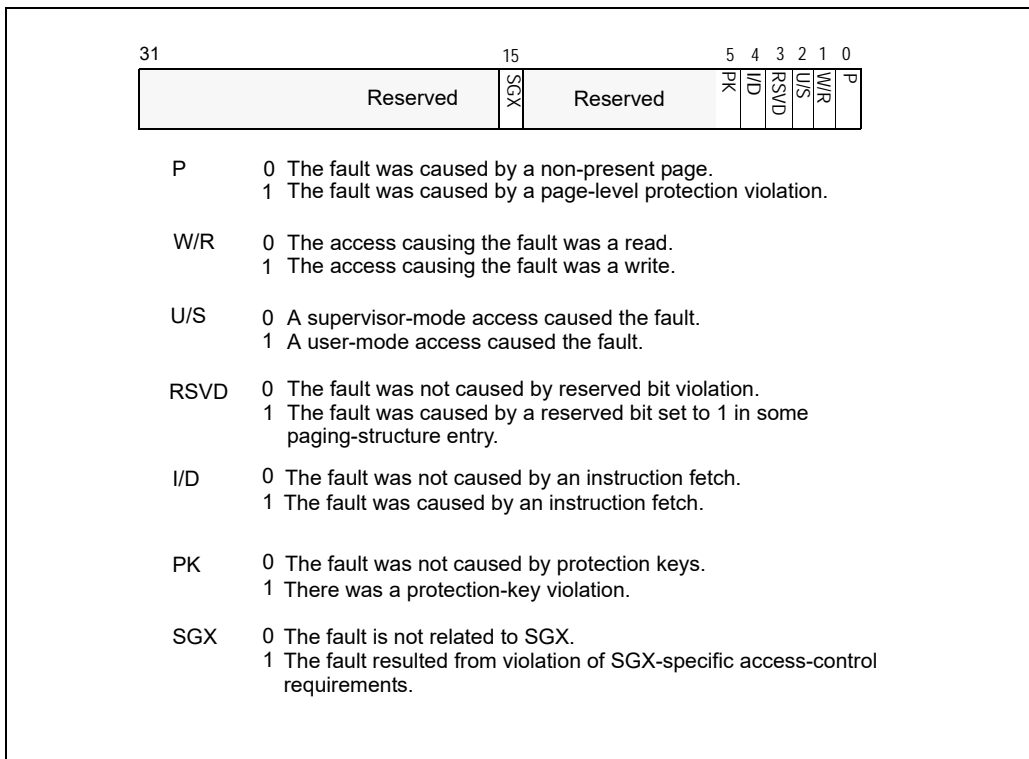 31 15 5 4 3 2 1 0
Reserved SGX Reserved PK I/D RSVD U/S W/R P
P 0 The fault was caused by a non-present page.
1 The fault was caused by a page-level protection violation.
W/R 0 The access causing the fault was a read.
1 The access causing the fault was a write.
U/S 0 A supervisor-mode access caused the fault.
1 A user-mode access caused the fault.
RSVD 0 The fault was not caused by reserved bit violation.
1 The fault was caused by a reserved bit set to 1 in some
paging-structure entry.
I/D 0 The fault was not caused by an instruction fetch.
1 The fault was caused by an instruction fetch.
PK 0 The fault was not caused by protection keys.
1 There was a protection-key violation.
SGX 0 The fault is not related to SGX.
1 The fault resulted from violation of SGX-specific access-control
requirements.